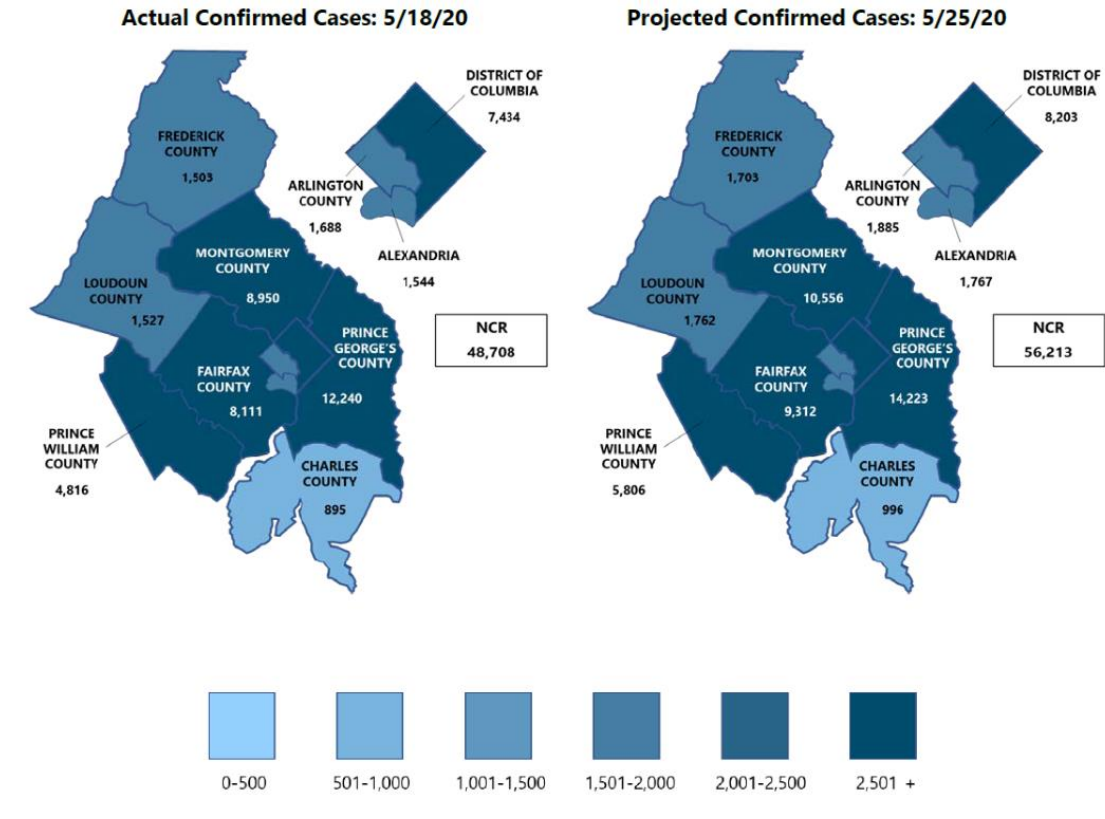 Actual Confirmed Cases: 5/18/20
DISTRICT OF
COLUMBIA
7,434
FREDERICK
COUNTY
1,503
ARLINGTON
COUNTY
1,688
ALEXANDRIA
1,544
MONTGOMERY
COUNTY
8,950
LOUDOUN
COUNTY
1,527
NCR
48,708
PRINCE
GEORGE'S
COUNTY
12,240
FAIRFAX
COUNTY
8,111
PRINCE
WILLIAM
COUNTY
4,816
CHARLES
COUNTY
895
Projected Confirmed Cases: 5/25/20
DISTRICT OF
COLUMBIA
8,203
FREDERICK
COUNTY
1,703
ARLINGTON
COUNTY
1,885
ALEXANDRIA
1,767
MONTGOMERY
COUNTY
10,556
LOUDOUN
COUNTY
1,762
NCR
56,213
PRINCE
GEORGE'S
COUNTY
14,223
FAIRFAX
COUNTY
9,312
PRINCE
WILLIAM
COUNTY
5,806
CHARLES
COUNTY
996
0-500
501-1,000
1,001-1,500
1,501-2,000
2,001-2,500
2,501 +